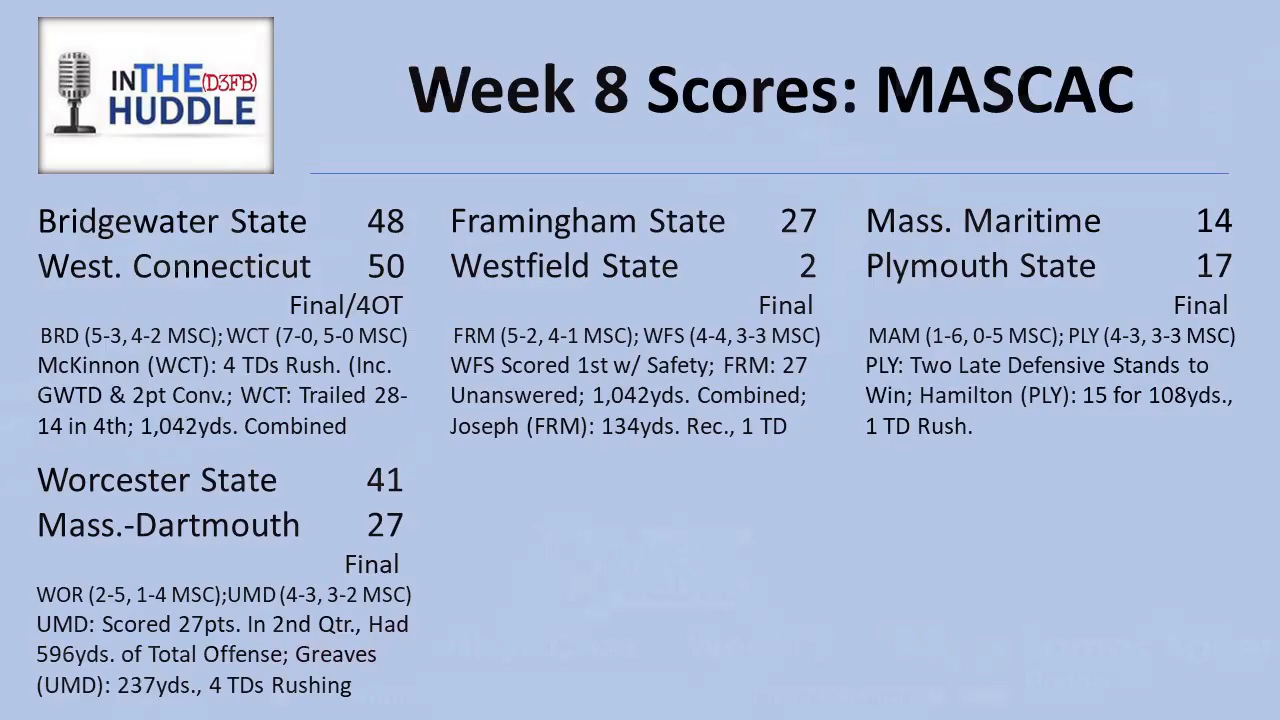 INTHE(D3FB)
HUDDLE
Week 8 Scores: MASCAC
Bridgewater State 48
West. Connecticut 50
Final/4OT
BRD (5-3, 4-2 MSC); WCT (7-0, 5-0 MSC)
McKinnon (WCT): 4 TDs Rush. (Inc.
GWTD & 2pt Conv.; WCT: Trailed 28-
14 in 4th; 1,042yds. Combined
Framingham State 27
Westfield State 2
Final
FRM (5-2, 4-1 MSC); WFS (4-4, 3-3 MSC)
WFS Scored 1st w/ Safety; FRM: 27
Unanswered; 1,042yds. Combined;
Joseph (FRM): 134yds. Rec., 1 TD
Mass. Maritime 14
Plymouth State 17
Final
MAM (1-6, 0-5 MSC); PLY (4-3, 3-3 MSC)
PLY: Two Late Defensive Stands to
Win; Hamilton (PLY): 15 for 108yds.,
1 TD Rush.
Worcester State 41
Mass.-Dartmouth 27
Final
WOR (2-5, 1-4 MSC);UMD (4-3, 3-2 MSC)
UMD: Scored 27pts. In 2nd Qtr., Had
596yds. of Total Offense; Greaves
(UMD): 237yds., 4 TDs Rushing